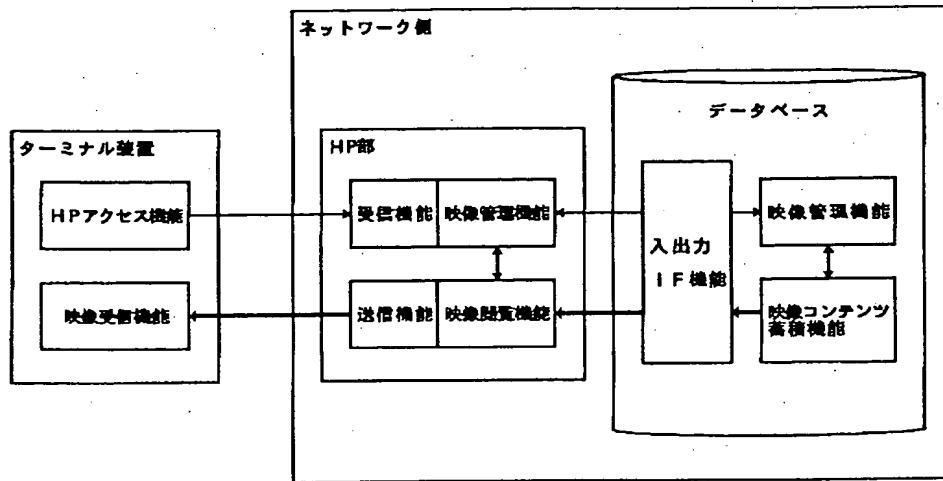 ネットワーク側
データベース
ターミナル装置
HP部
HPアクセス機能
受信機能
映像管理機能
入出力
IF機能
映像管理機能
映像受信機能
送信機能
映像閲覧機能
映像コンテンツ
蓄積機能